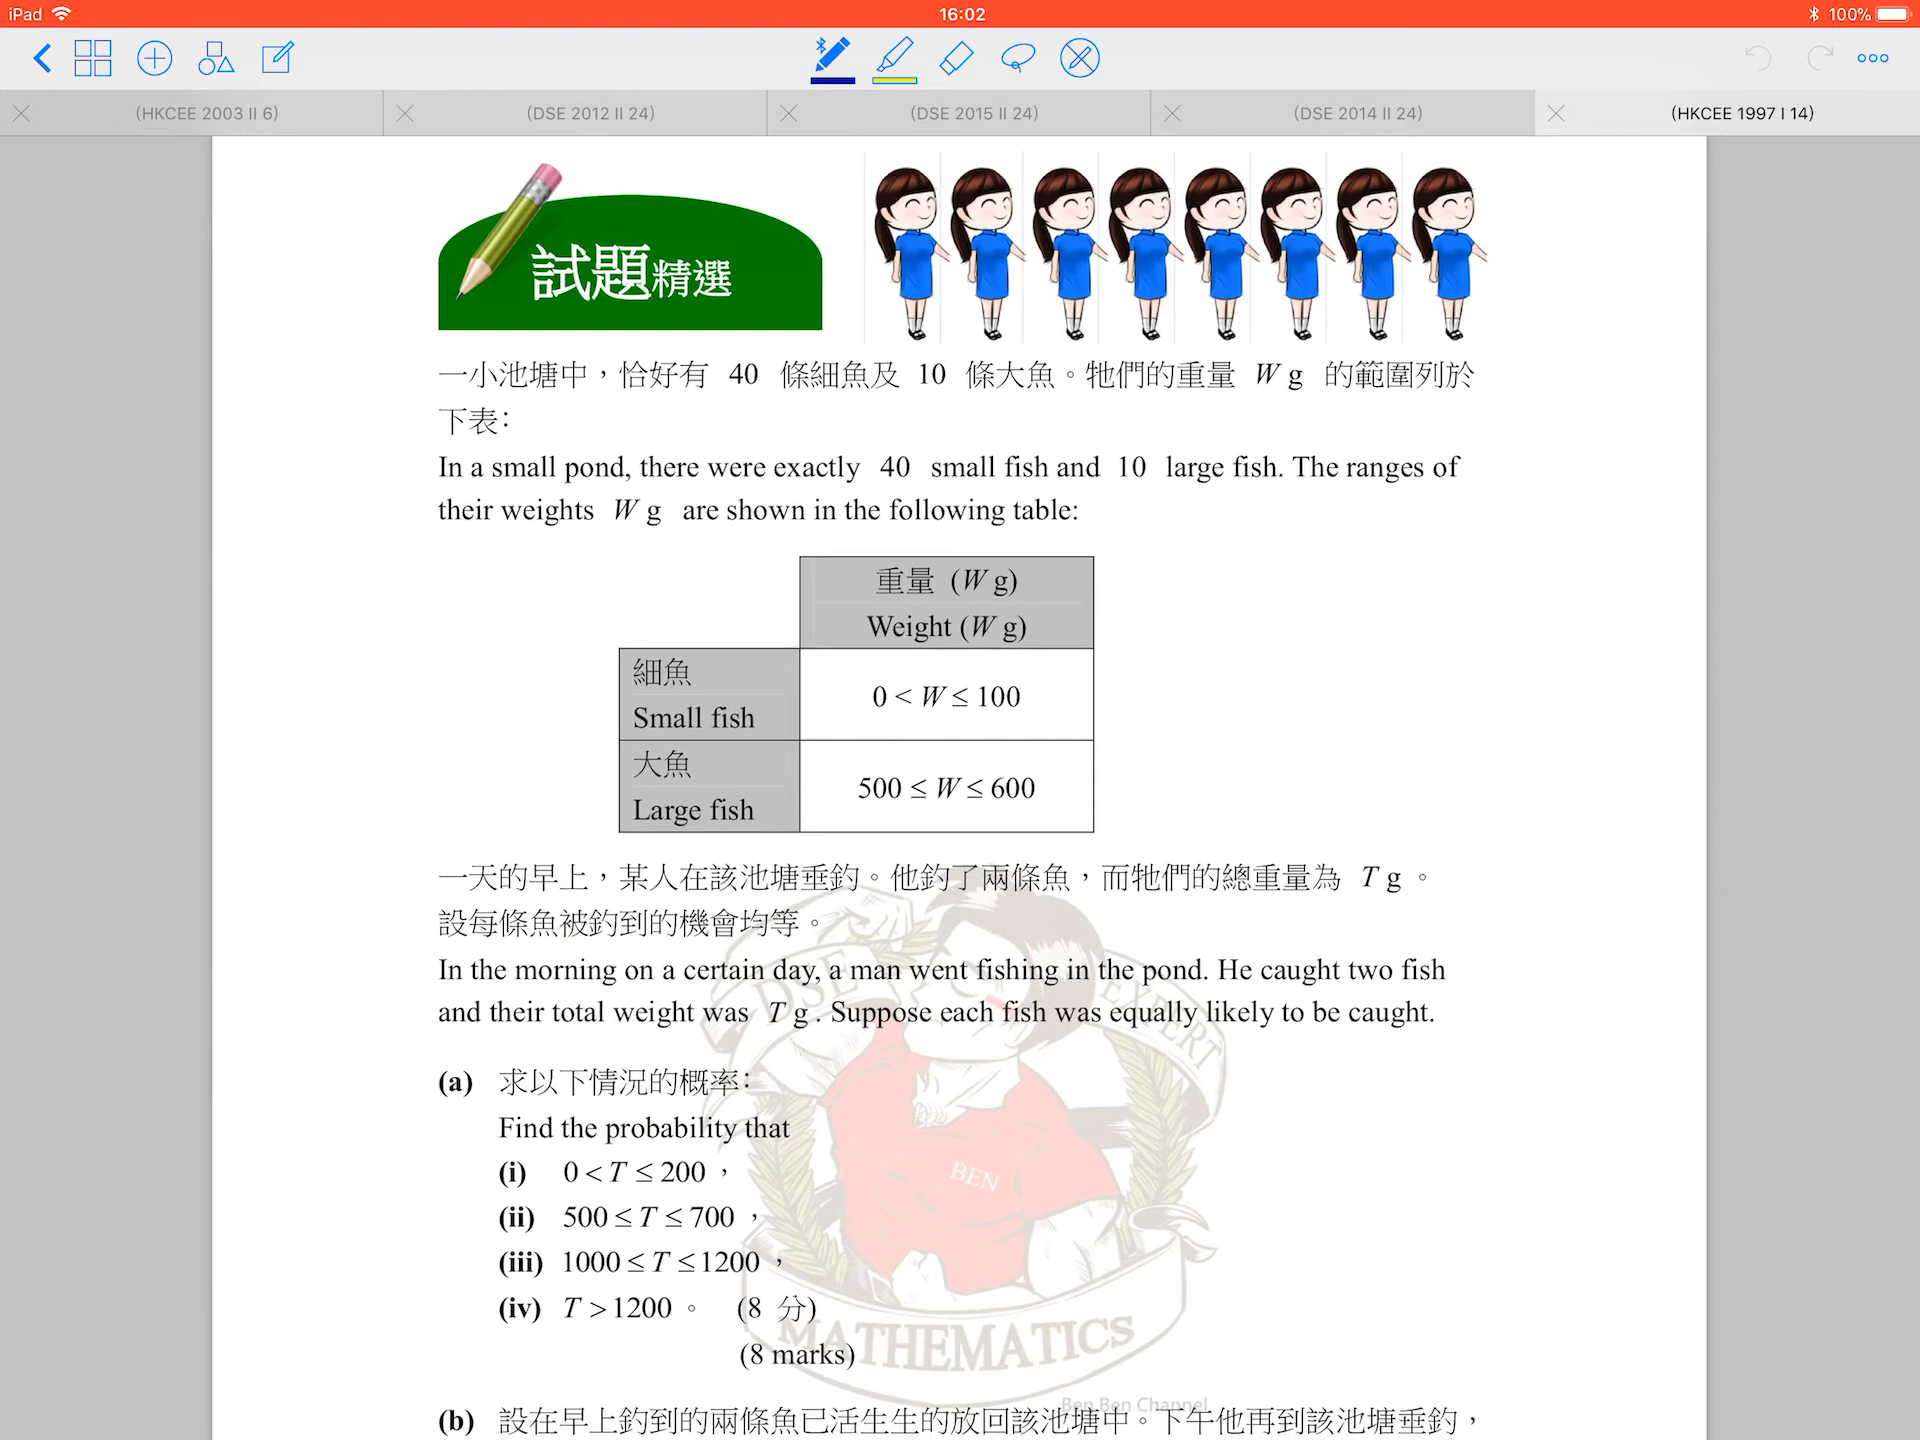 iPad
16:02
100%
(HKCEE 2003 II 6)
(DSE 2012 II 24)
(DSE 2015 II 24)
(DSE 2014 II 24)
(HKCEE 1997 I 14)
試題精選
一小池塘中，恰好有 40 條細魚及 10 條大魚。牠們的重量 W g 的範圍列於
下表：
In a small pond, there were exactly 40 small fish and 10 large fish. The ranges of
their weights W g are shown in the following table:
重量 (W g)
Weight (W g)
細魚
Small fish
0 < W ≤ 100
大魚
Large fish
500 ≤ W ≤ 600
一天的早上，某人在該池塘垂釣。他釣了兩條魚，而牠們的總重量為 T g 。
設每條魚被釣到的機會均等。
In the morning on a certain day, a man went fishing in the pond. He caught two fish
and their total weight was T g . Suppose each fish was equally likely to be caught.
DSE EXPERT
(a) 求以下情況的概率：
Find the probability that
(i) 0 < T ≤ 200 ，
BEN
(ii) 500 ≤ T ≤ 700 ，
(iii) 1000 ≤ T ≤ 1200 ，
(iv) T > 1200 。 (8 分)
MATHEMATICS
(8 marks)
Ben Ben Channel
(b) 設在早上釣到的兩條魚已活生生的放回該池塘中。下午他再到該池塘垂釣，